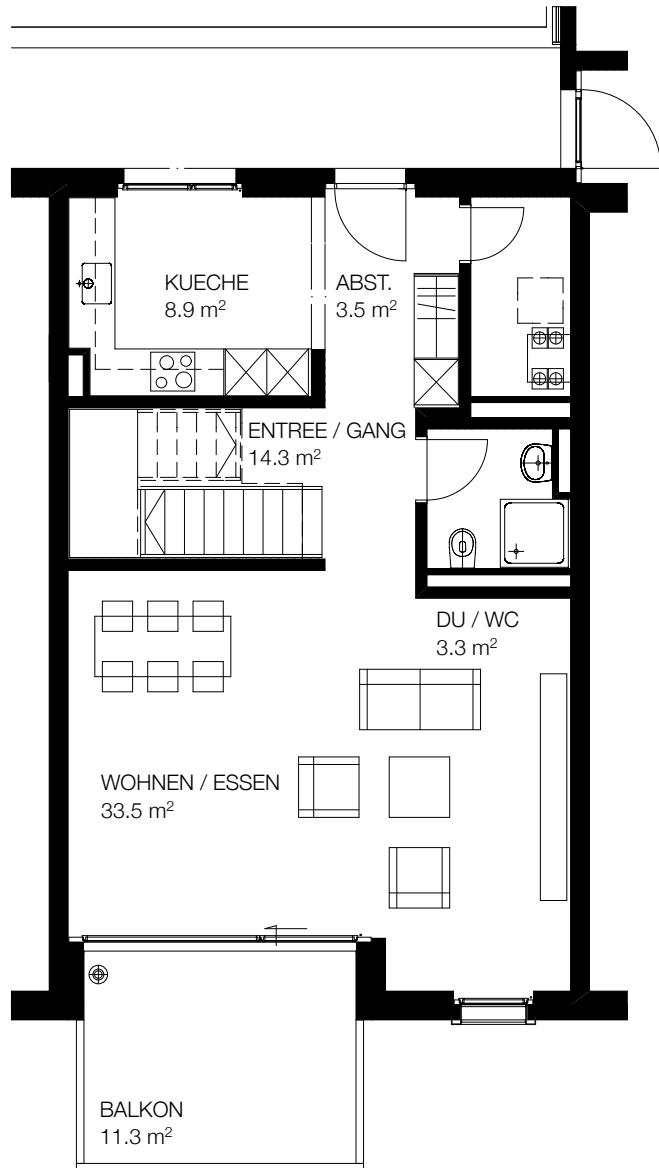 KUECHE
8.9 m²
ABST.
3.5 m²
ENTREE / GANG
14.3 m²
DU / WC
3.3 m²
WOHNEN / ESSEN
33.5 m²
BALKON
11.3 m²